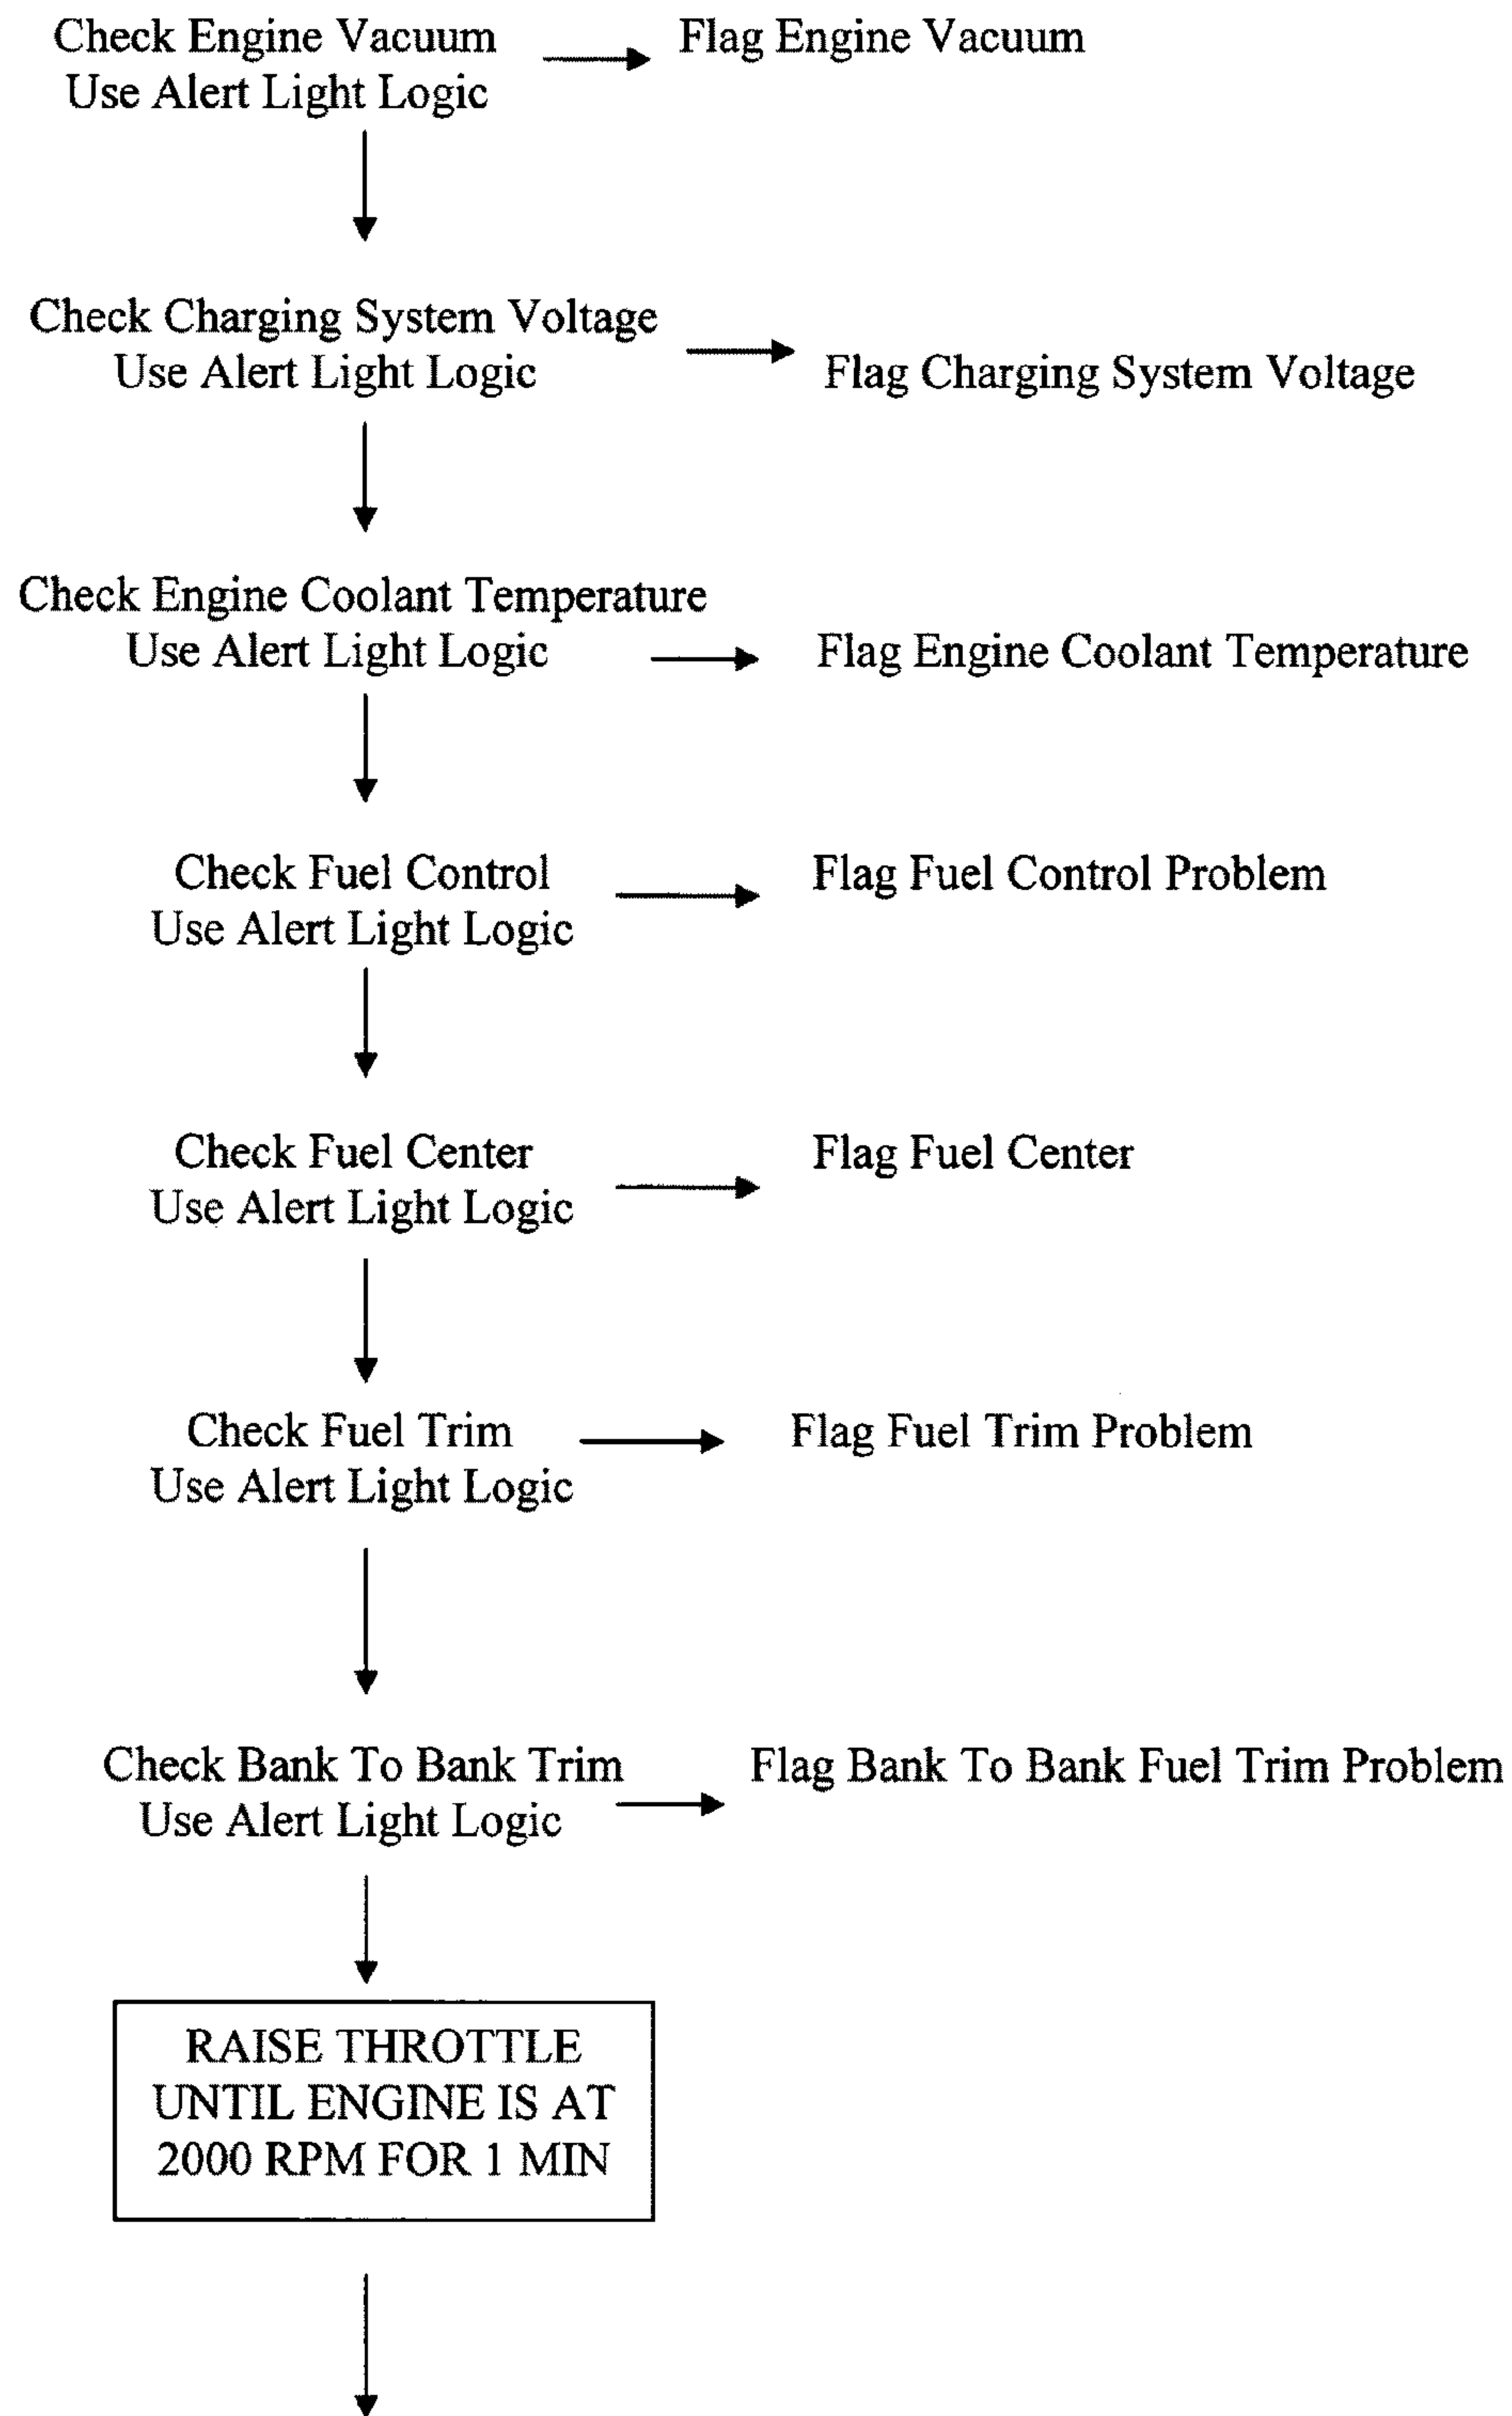 Check Engine Vacuum
Use Alert Light Logic
Flag Engine Vacuum
Check Charging System Voltage
Use Alert Light Logic
Flag Charging System Voltage
Check Engine Coolant Temperature
Use Alert Light Logic
Flag Engine Coolant Temperature
Check Fuel Control
Use Alert Light Logic
Flag Fuel Control Problem
Check Fuel Center
Use Alert Light Logic
Flag Fuel Center
Check Fuel Trim
Use Alert Light Logic
Flag Fuel Trim Problem
Check Bank To Bank Trim
Use Alert Light Logic
Flag Bank To Bank Fuel Trim Problem
RAISE THROTTLE
UNTIL ENGINE IS AT
2000 RPM FOR 1 MIN